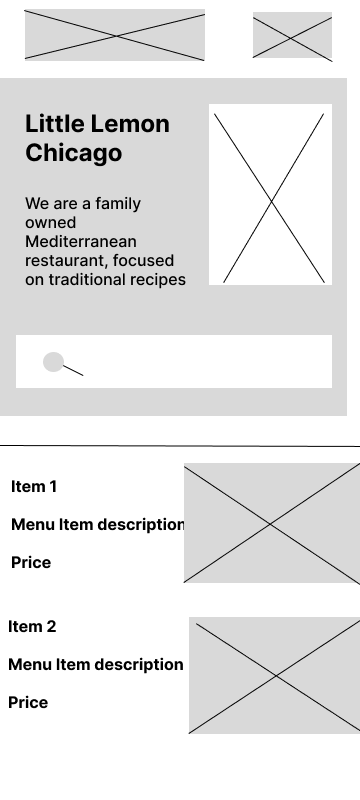 Little Lemon
Chicago
We are a family
owned
Mediterranean
restaurant, focused
on traditional recipes
Item 1
Menu Item description
Price
Item 2
Menu Item description
Price